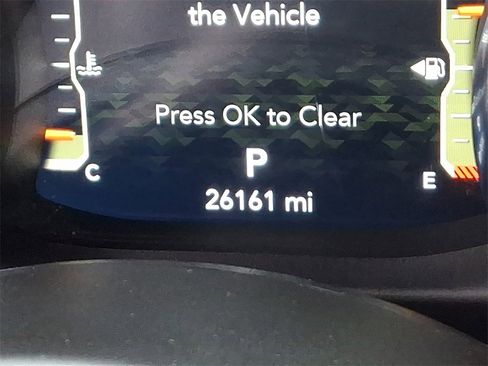 the Vehicle
Press OK to Clear
P
C
E
26161 mi